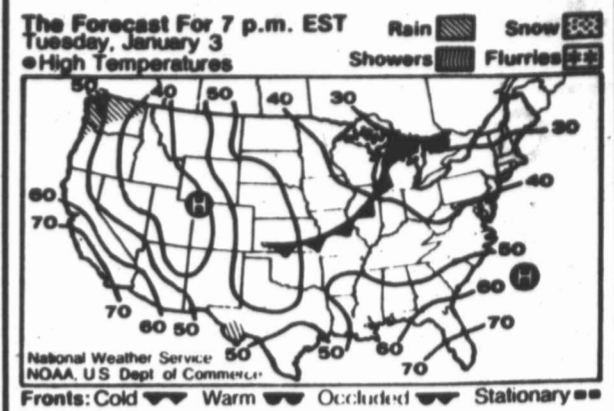 The Forecast For 7 p.m. EST
Tuesday, January 3
High Temperatures
Rain
Snow
Showers
Flurries
50
40
50
40
30
30
40
60
70
H
50
H
60
70
70
60
50
50
50
60
70
National Weather Service
NOAA, U S Dept of Commerce
Fronts: Cold Warm Occluded Stationary